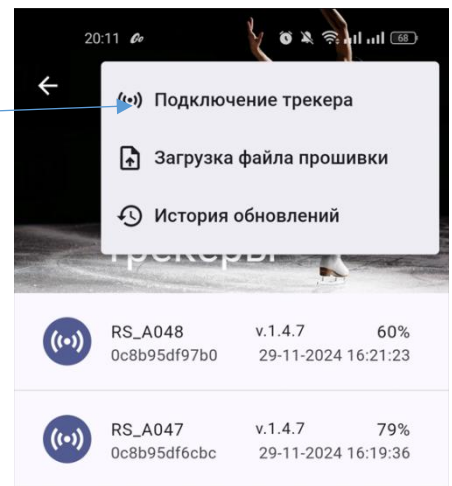 20:11 Go 68
Подключение трекера
Загрузка файла прошивки
История обновлений
трекеры
RS_A048 v.1.4.7 60%
0c8b95df97b0 29-11-2024 16:21:23
RS_A047 v.1.4.7 79%
0c8b95df6cbc 29-11-2024 16:19:36